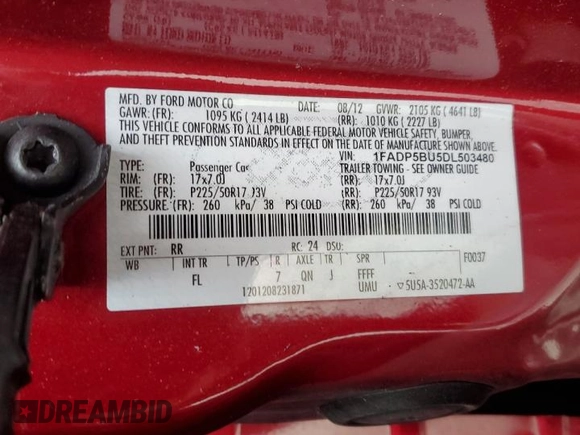 MFD. BY FORD MOTOR CO DATE: 08/12 GVWR: 2105 KG ( 4641 LB)
GAWR: (FR): 1095 KG ( 2414 LB) (RR): 1010 KG ( 2227 LB)
THIS VEHICLE CONFORMS TO ALL APPLICABLE FEDERAL MOTOR VEHICLE SAFETY, BUMPER,
AND THEFT PREVENTION STANDARDS IN EFFECT ON THE DATE OF MANUFACTURE SHOWN ABOVE.
VIN: 1FADP5BU5DL503480
TYPE: Passenger Car TRAILER TOWING - SEE OWNER GUIDE
RIM: (FR): 17x7.0J (RR): 17x7.0J
TIRE: (FR): P225/50R17 93V (RR): P225/50R17 93V
PRESSURE: (FR): 260 kPa/ 38 PSI COLD (RR): 260 kPa/ 38 PSI COLD
EXT PNT: RR RC: 24 DSU:
WB INT TR TP/PS R AXLE TR SPR F0037
FL 7 QN J FFFF
1201208231871 UMU ▽5U5A-3520472-AA
DREAMBID